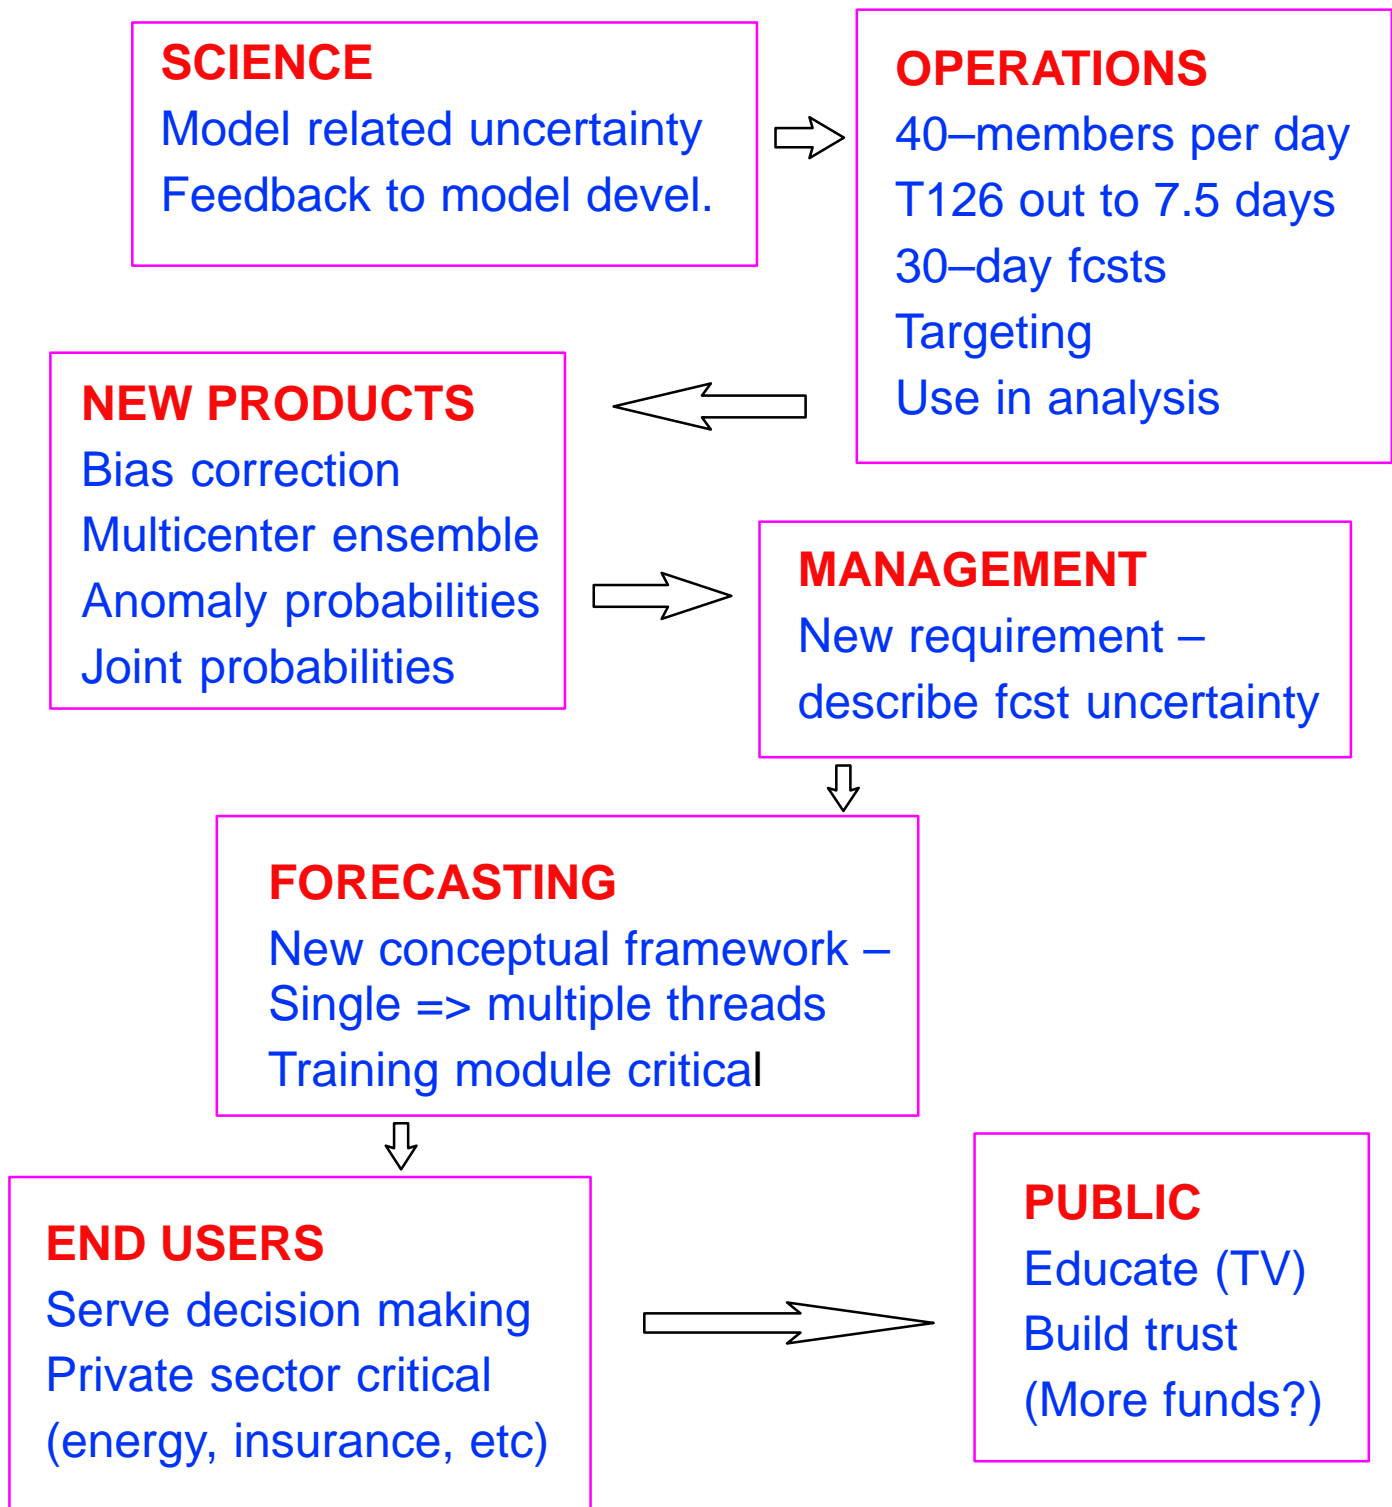 SCIENCE
Model related uncertainty
Feedback to model devel.
OPERATIONS
40–members per day
T126 out to 7.5 days
30–day fcsts
Targeting
Use in analysis
NEW PRODUCTS
Bias correction
Multicenter ensemble
Anomaly probabilities
Joint probabilities
MANAGEMENT
New requirement –
describe fcst uncertainty
FORECASTING
New conceptual framework –
Single => multiple threads
Training module critical
END USERS
Serve decision making
Private sector critical
(energy, insurance, etc)
PUBLIC
Educate (TV)
Build trust
(More funds?)